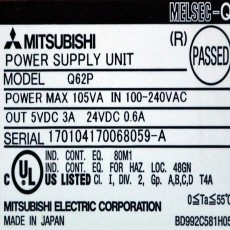 MELSEC-Q
MITSUBISHI (R) PASSED
POWER SUPPLY UNIT
MODEL Q62P
POWER MAX 105VA IN 100-240VAC
OUT 5VDC 3A 24VDC 0.6A
SERIAL 170104170068059-A
IND. CONT. EQ. 80M1
C UL US LISTED IND. CONT. EQ. FOR HAZ. LOC. 48GN
CI. I, DIV. 2, Gp. A,B,C,D T4A
MITSUBISHI ELECTRIC CORPORATION 0≤Ta≤55°
MADE IN JAPAN BD992C581H05